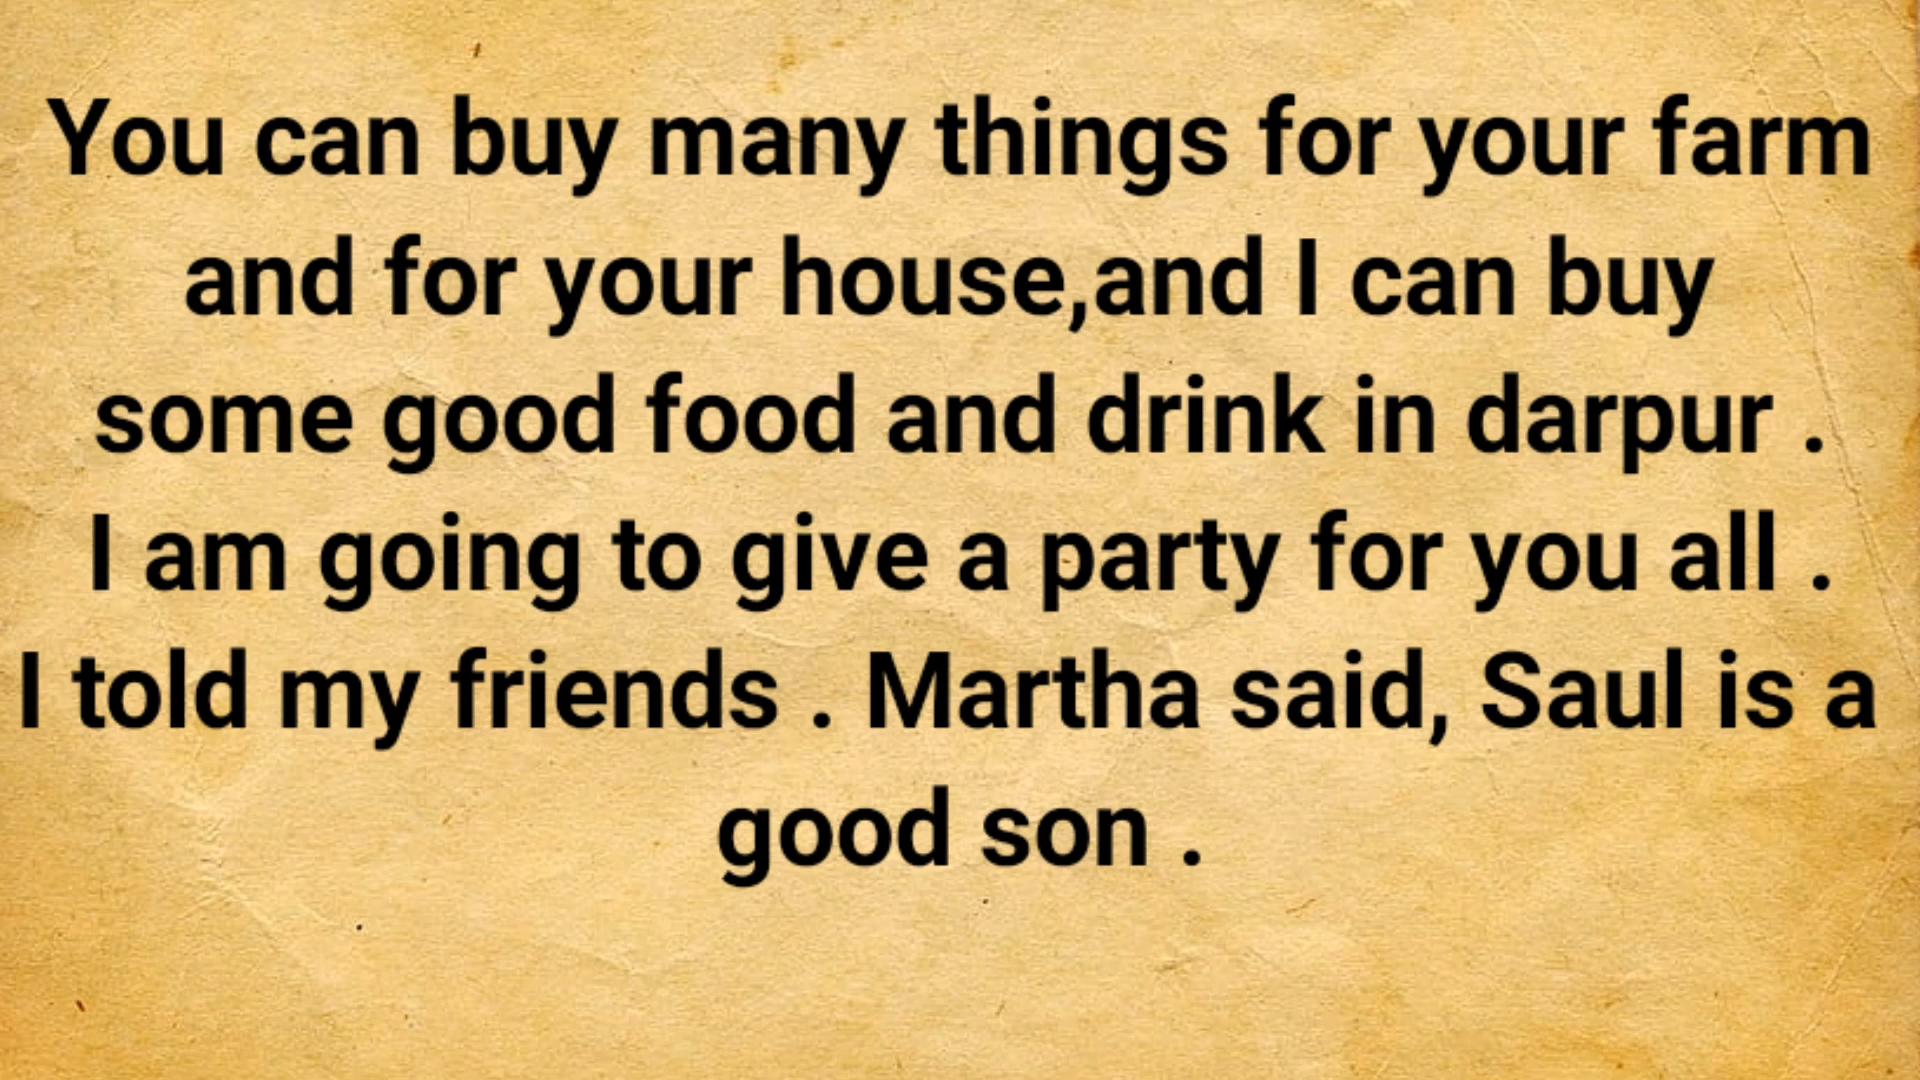 You can buy many things for your farm
and for your house,and I can buy
some good food and drink in darpur .
I am going to give a party for you all .
I told my friends . Martha said, Saul is a
good son .